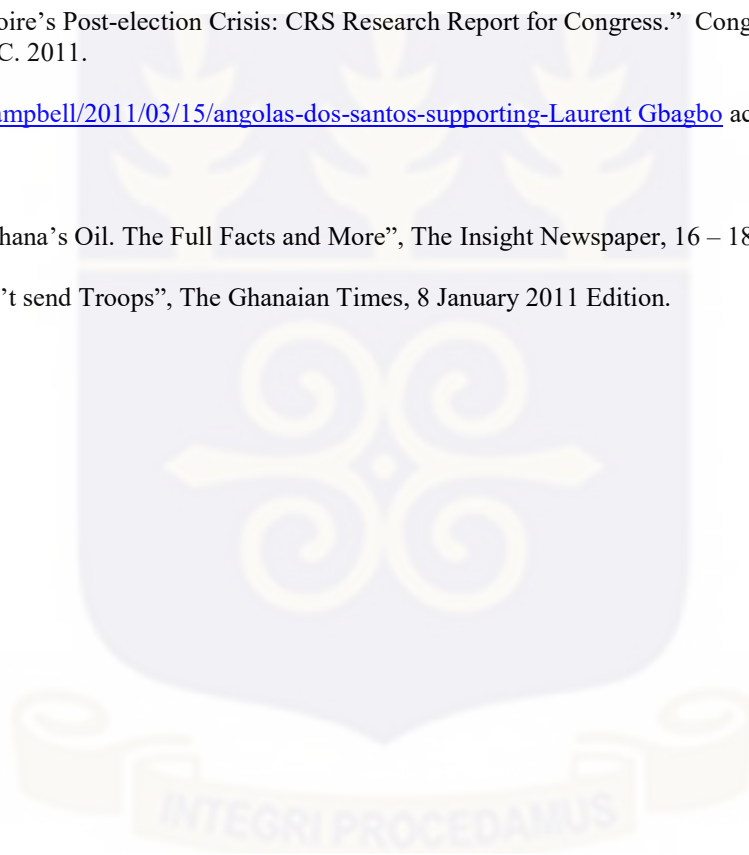 oire’s Post-election Crisis: CRS Research Report for Congress.” Cong
C. 2011.
ampbell/2011/03/15/angolas-dos-santos-supporting-Laurent Gbagbo ac
hana’s Oil. The Full Facts and More”, The Insight Newspaper, 16 – 18
’t send Troops”, The Ghanaian Times, 8 January 2011 Edition.
INTEGRI PROCEDAMUS